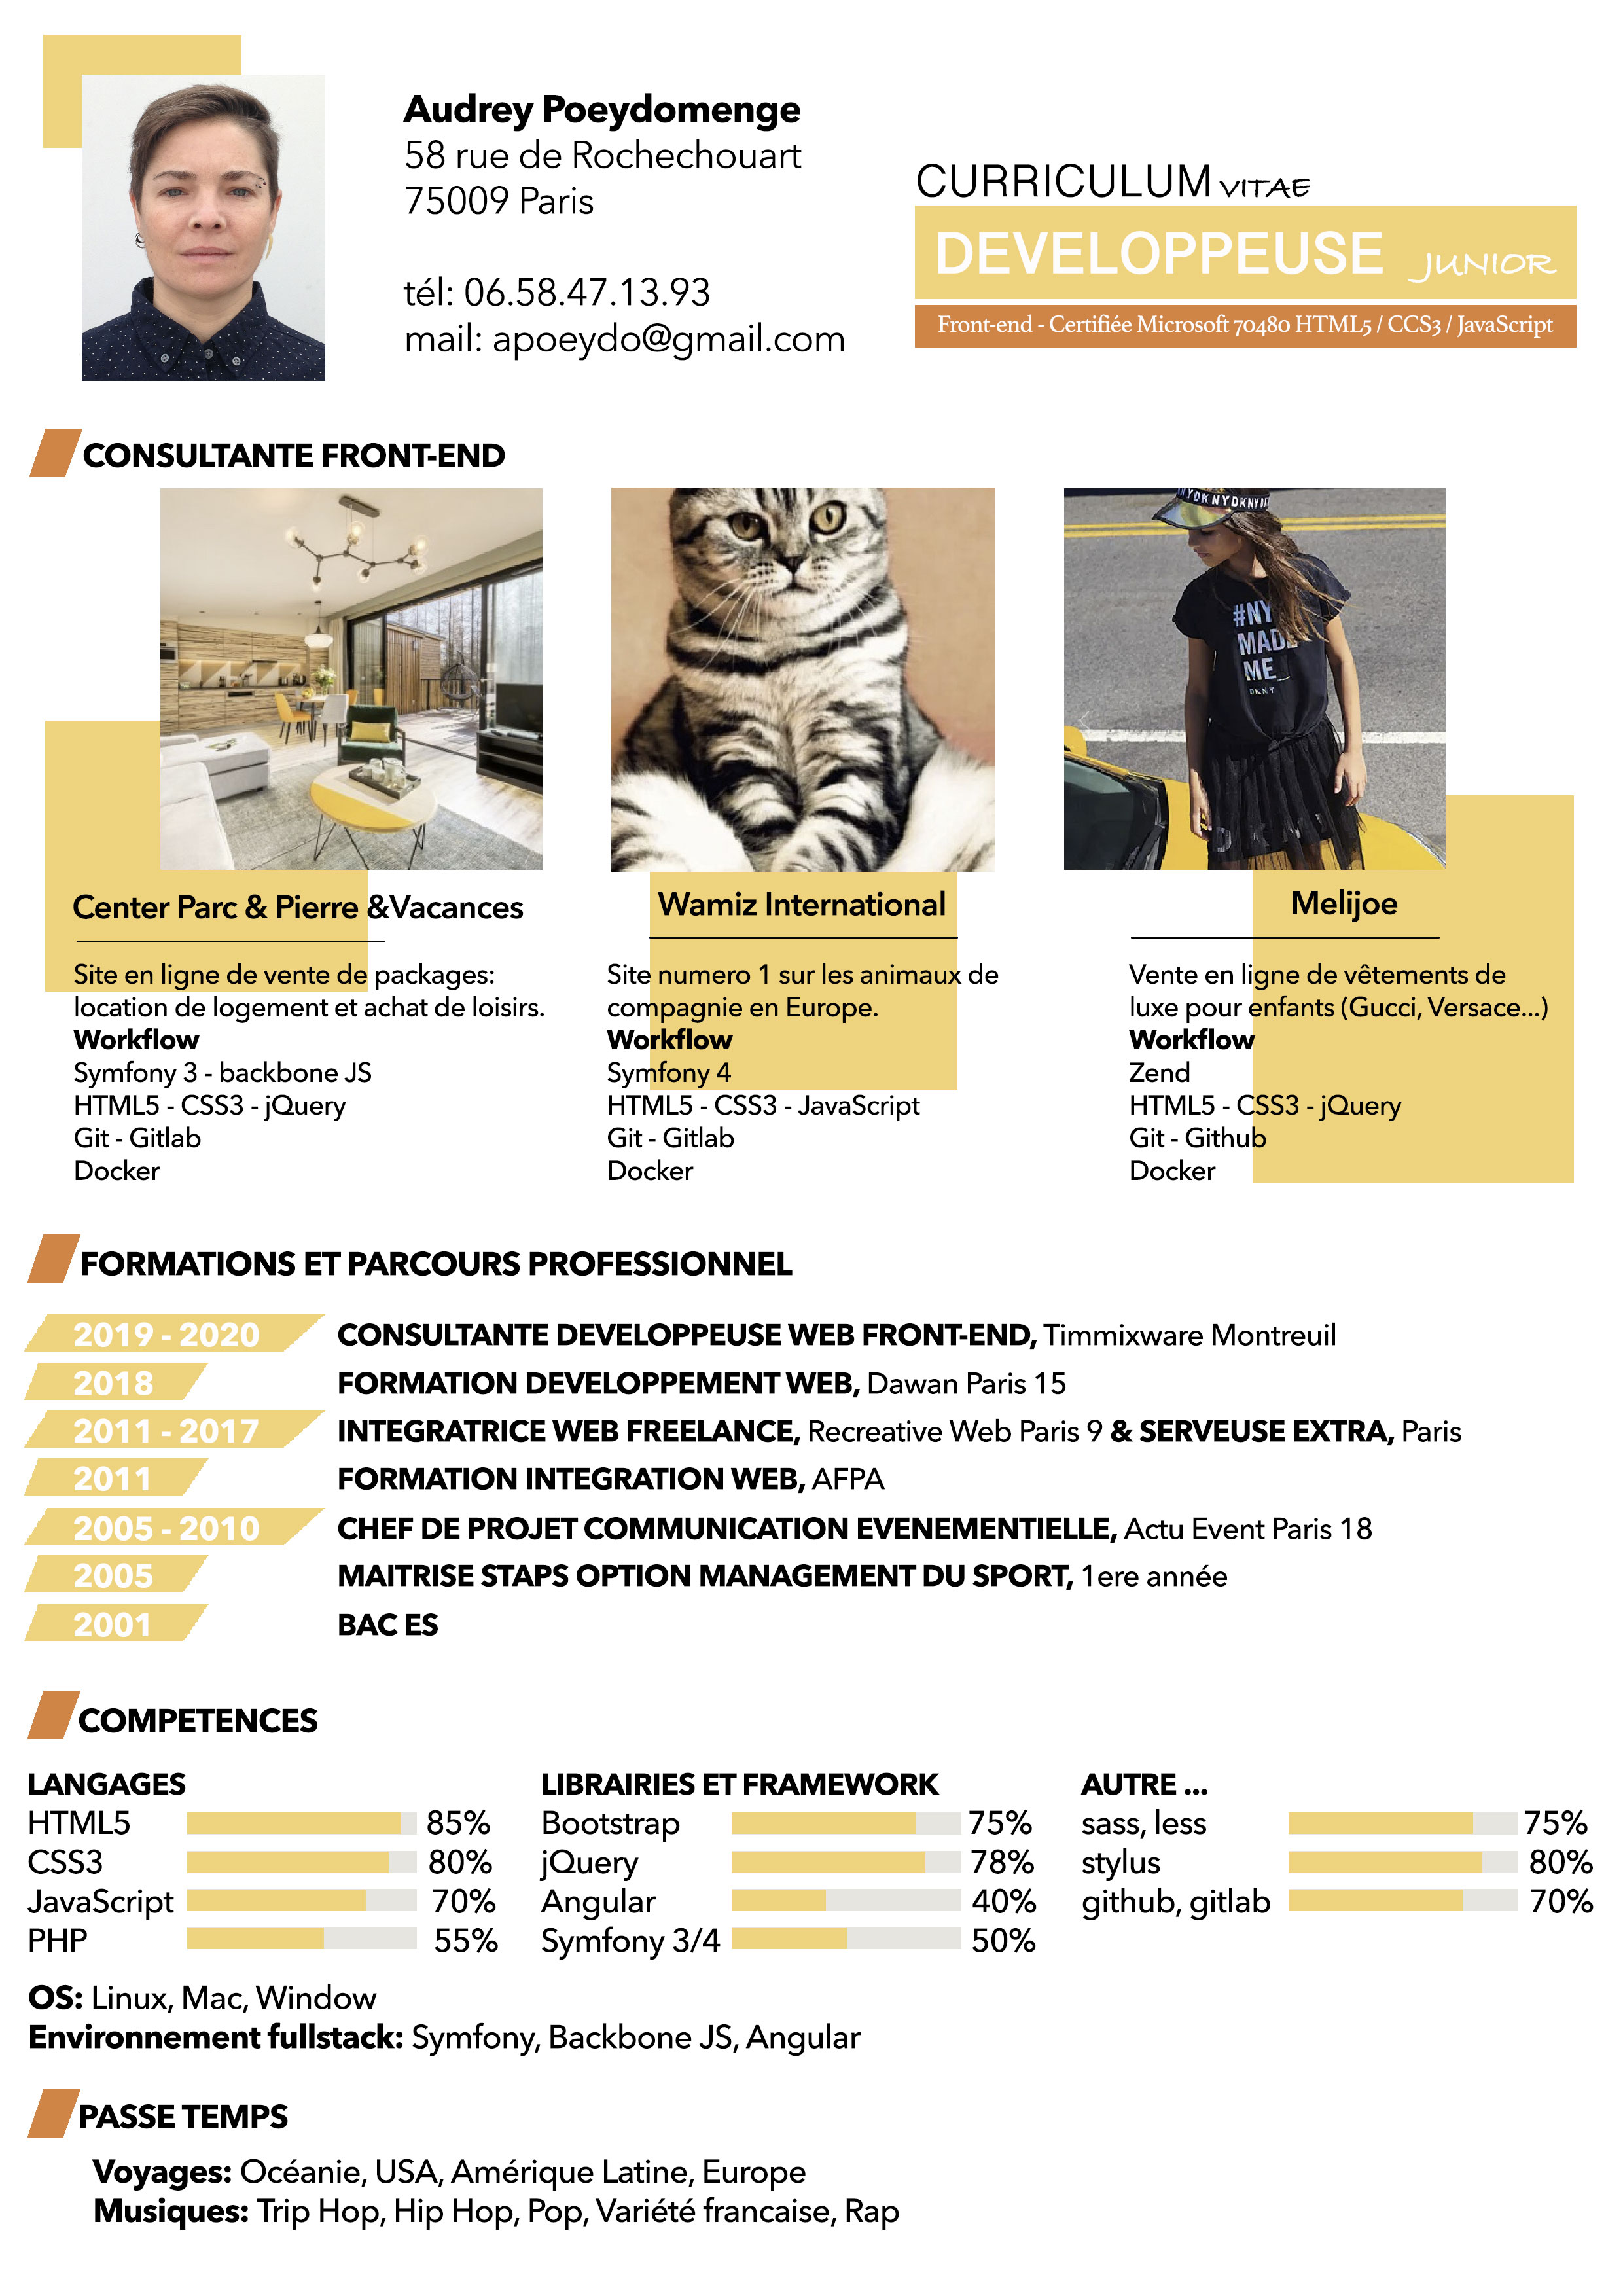 Audrey Poeydomenge
58 rue de Rochechouart
75009 Paris
tél: 06.58.47.13.93
mail: apoeydo@gmail.com
CURRICULUM VITAE
DEVELOPPEUSE JUNIOR
Front-end - Certifiée Microsoft 70480 HTML5 / CCS3 / JavaScript
CONSULTANTE FRONT-END
#NY
MADE
ME_
DKNY
Center Parc & Pierre &Vacances
Site en ligne de vente de packages:
location de logement et achat de loisirs.
Workflow
Symfony 3 - backbone JS
HTML5 - CSS3 - jQuery
Git - Gitlab
Docker
Wamiz International
Site numero 1 sur les animaux de
compagnie en Europe.
Workflow
Symfony 4
HTML5 - CSS3 - JavaScript
Git - Gitlab
Docker
Melijoe
Vente en ligne de vêtements de
luxe pour enfants (Gucci, Versace...)
Workflow
Zend
HTML5 - CSS3 - jQuery
Git - Github
Docker
FORMATIONS ET PARCOURS PROFESSIONNEL
2019 - 2020 CONSULTANTE DEVELOPPEUSE WEB FRONT-END, Timmixware Montreuil
2018 FORMATION DEVELOPPEMENT WEB, Dawan Paris 15
2011 - 2017 INTEGRATRICE WEB FREELANCE, Recreative Web Paris 9 & SERVEUSE EXTRA, Paris
2011 FORMATION INTEGRATION WEB, AFPA
2005 - 2010 CHEF DE PROJET COMMUNICATION EVENEMENTIELLE, Actu Event Paris 18
2005 MAITRISE STAPS OPTION MANAGEMENT DU SPORT, 1ere année
2001 BAC ES
COMPETENCES
LANGAGES
HTML5 85%
CSS3 80%
JavaScript 70%
PHP 55%
LIBRAIRIES ET FRAMEWORK
Bootstrap 75%
jQuery 78%
Angular 40%
Symfony 3/4 50%
AUTRE ...
sass, less 75%
stylus 80%
github, gitlab 70%
OS: Linux, Mac, Window
Environnement fullstack: Symfony, Backbone JS, Angular
PASSE TEMPS
Voyages: Océanie, USA, Amérique Latine, Europe
Musiques: Trip Hop, Hip Hop, Pop, Variété francaise, Rap